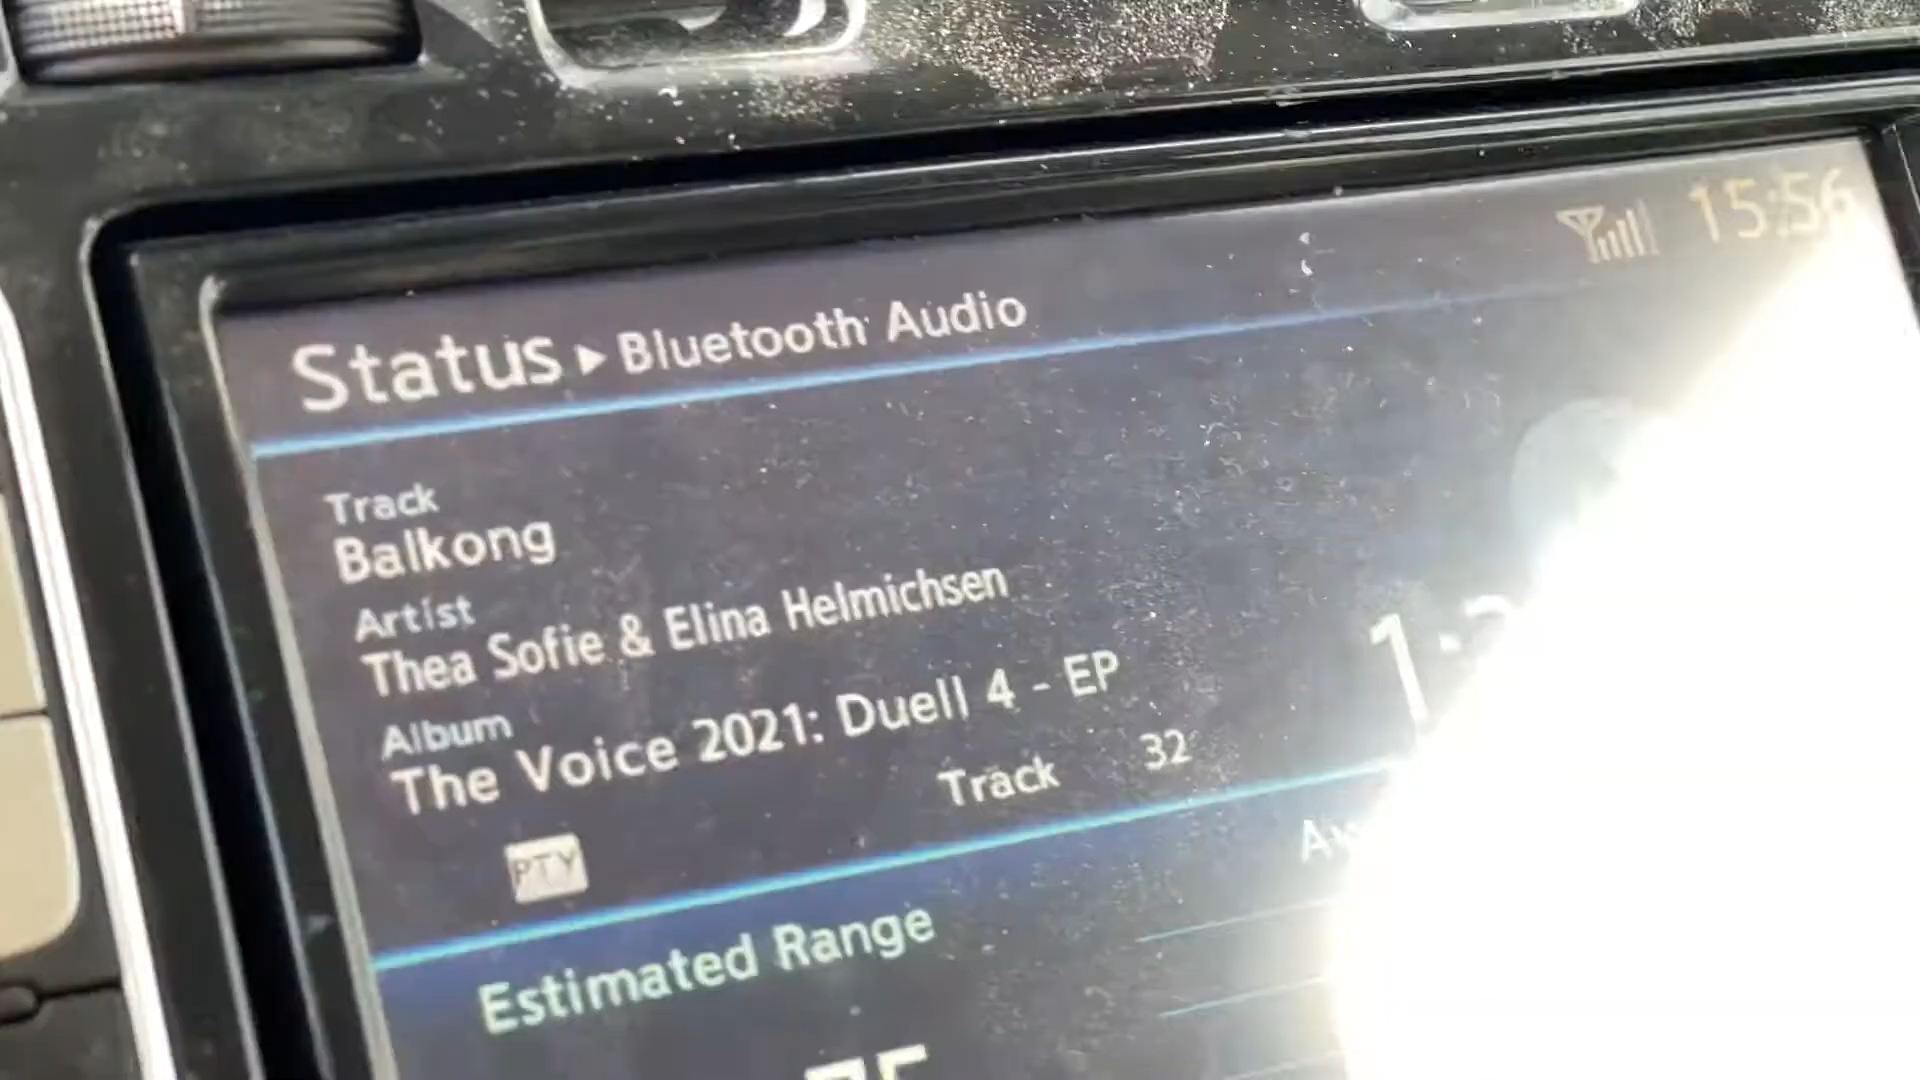 15:56
Status ▸ Bluetooth Audio
Track
Balkong
Artist
Thea Sofie & Elina Helmichsen
Album
The Voice 2021: Duell 4 - EP
Track 32
PTY
Estimated Range